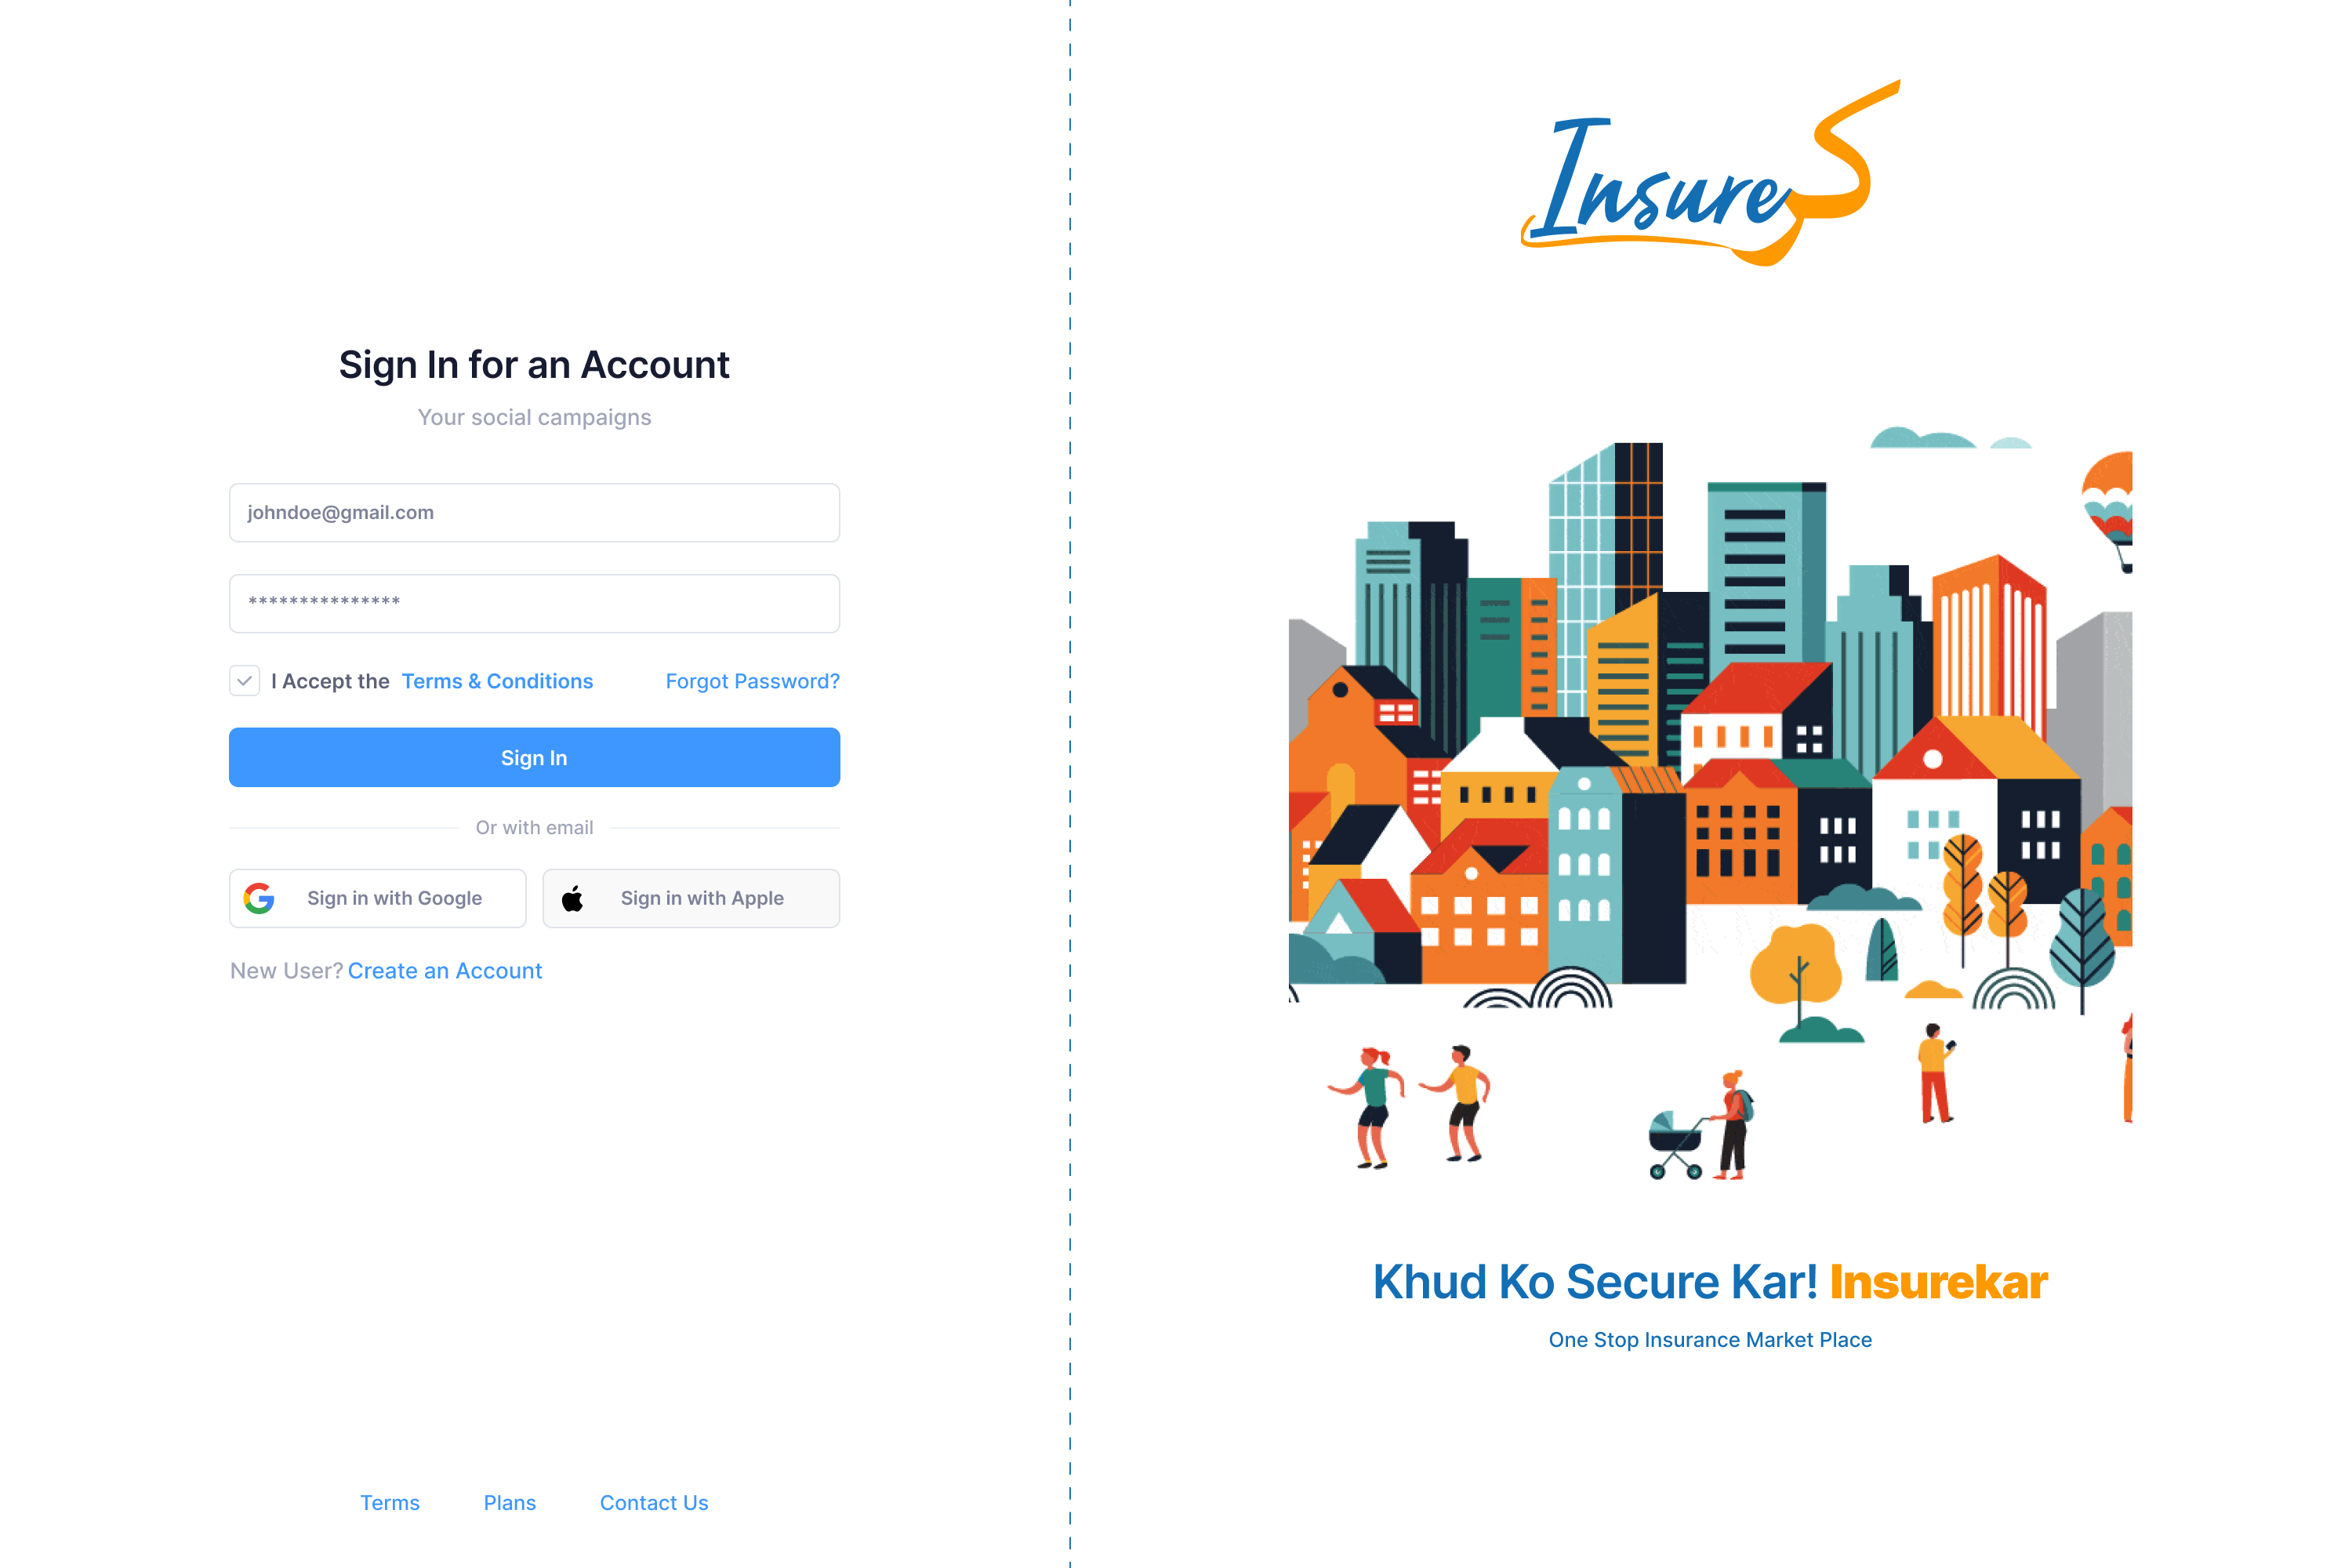 Sign In for an Account
Your social campaigns
johndoe@gmail.com
***************
I Accept the Terms & Conditions
Forgot Password?
Sign In
Or with email
Sign in with Google
Sign in with Apple
New User? Create an Account
Terms
Plans
Contact Us
InsureS
Khud Ko Secure Kar! Insurekar
One Stop Insurance Market Place